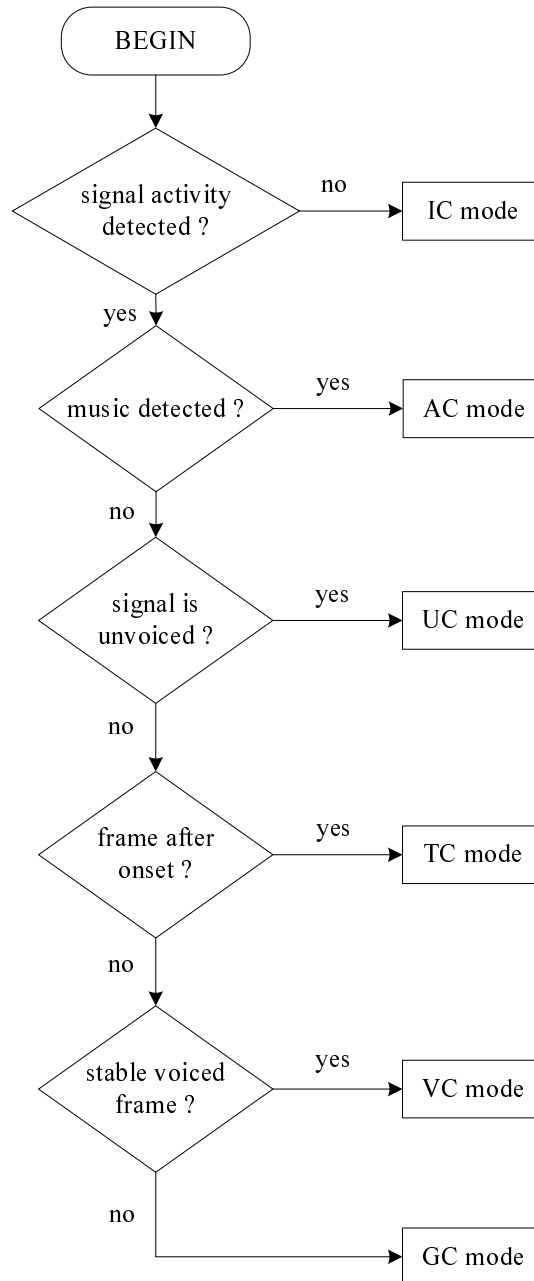 BEGIN
signal activity
detected ?
no
IC mode
yes
music detected ?
yes
AC mode
no
signal is
unvoiced ?
yes
UC mode
no
frame after
onset ?
yes
TC mode
no
stable voiced
frame ?
yes
VC mode
no
GC mode